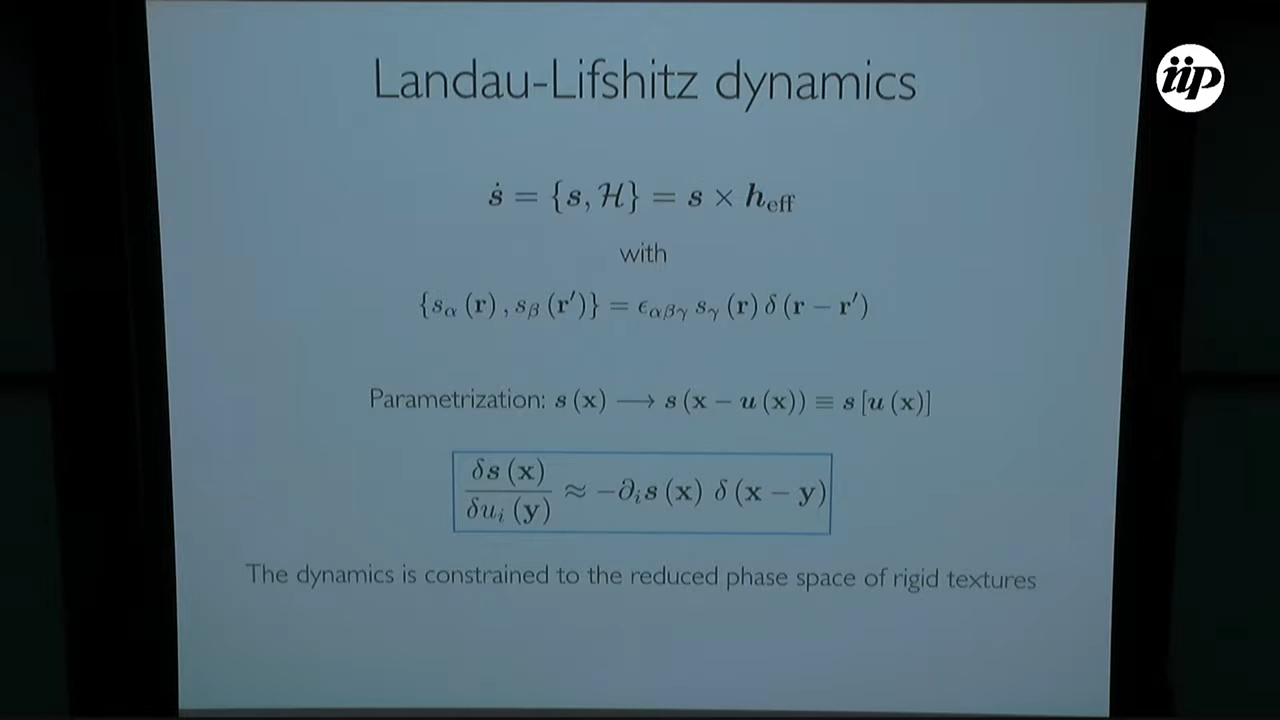 Landau-Lifshitz dynamics
iip
ṡ = {s, ℋ} = s × h_eff
with
{s_α (r) , s_β (r′)} = ϵ_αβγ s_γ (r) δ (r − r′)
Parametrization: s (x) ⟶ s (x − u (x)) ≡ s [u (x)]
δs (x) / δu_i (y) ≈ −∂_i s (x) δ (x − y)
The dynamics is constrained to the reduced phase space of rigid textures